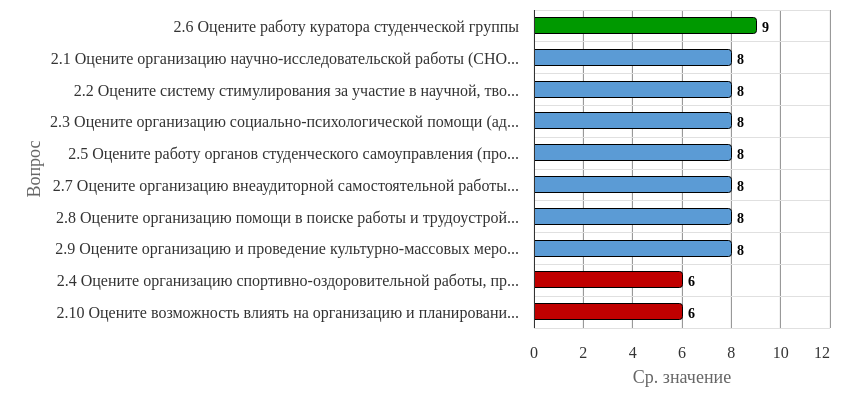 2.6 Оцените работу куратора студенческой группы 9
2.1 Оцените организацию научно-исследовательской работы (СНО... 8
2.2 Оцените систему стимулирования за участие в научной, тво... 8
2.3 Оцените организацию социально-психологической помощи (ад... 8
2.5 Оцените работу органов студенческого самоуправления (про... 8
2.7 Оцените организацию внеаудиторной самостоятельной работы... 8
2.8 Оцените организацию помощи в поиске работы и трудоустрой... 8
2.9 Оцените организацию и проведение культурно-массовых меро... 8
2.4 Оцените организацию спортивно-оздоровительной работы, пр... 6
2.10 Оцените возможность влиять на организацию и планировани... 6
Вопрос
0 2 4 6 8 10 12
Ср. значение